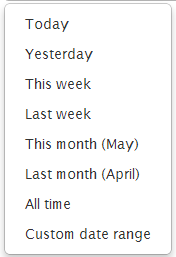 Today
Yesterday
This week
Last week
This month (May)
Last month (April)
All time
Custom date range